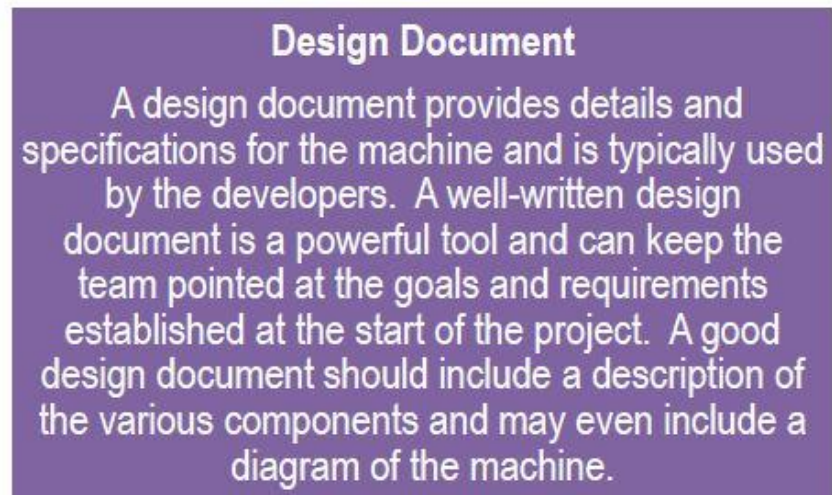 Design Document
A design document provides details and
specifications for the machine and is typically used
by the developers.  A well-written design
document is a powerful tool and can keep the
team pointed at the goals and requirements
established at the start of the project.  A good
design document should include a description of
the various components and may even include a
diagram of the machine.